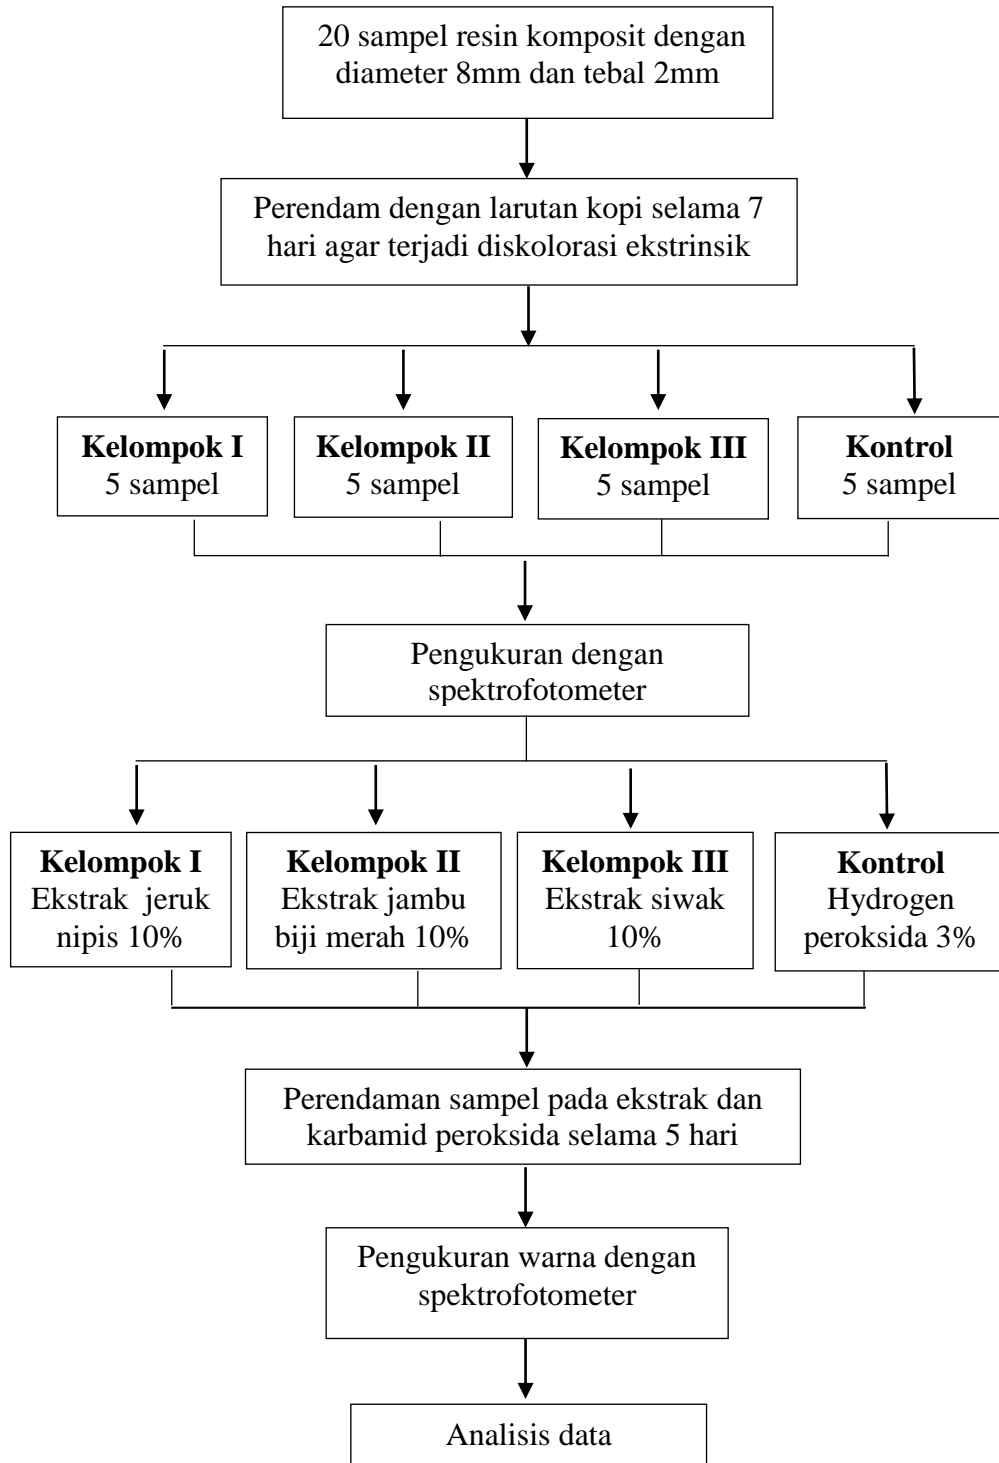 20 sampel resin komposit dengan
diameter 8mm dan tebal 2mm
Perendam dengan larutan kopi selama 7
hari agar terjadi diskolorasi ekstrinsik
Kelompok I
5 sampel
Kelompok II
5 sampel
Kelompok III
5 sampel
Kontrol
5 sampel
Pengukuran dengan
spektrofotometer
Kelompok I
Ekstrak jeruk
nipis 10%
Kelompok II
Ekstrak jambu
biji merah 10%
Kelompok III
Ekstrak siwak
10%
Kontrol
Hydrogen
peroksida 3%
Perendaman sampel pada ekstrak dan
karbamid peroksida selama 5 hari
Pengukuran warna dengan
spektrofotometer
Analisis data